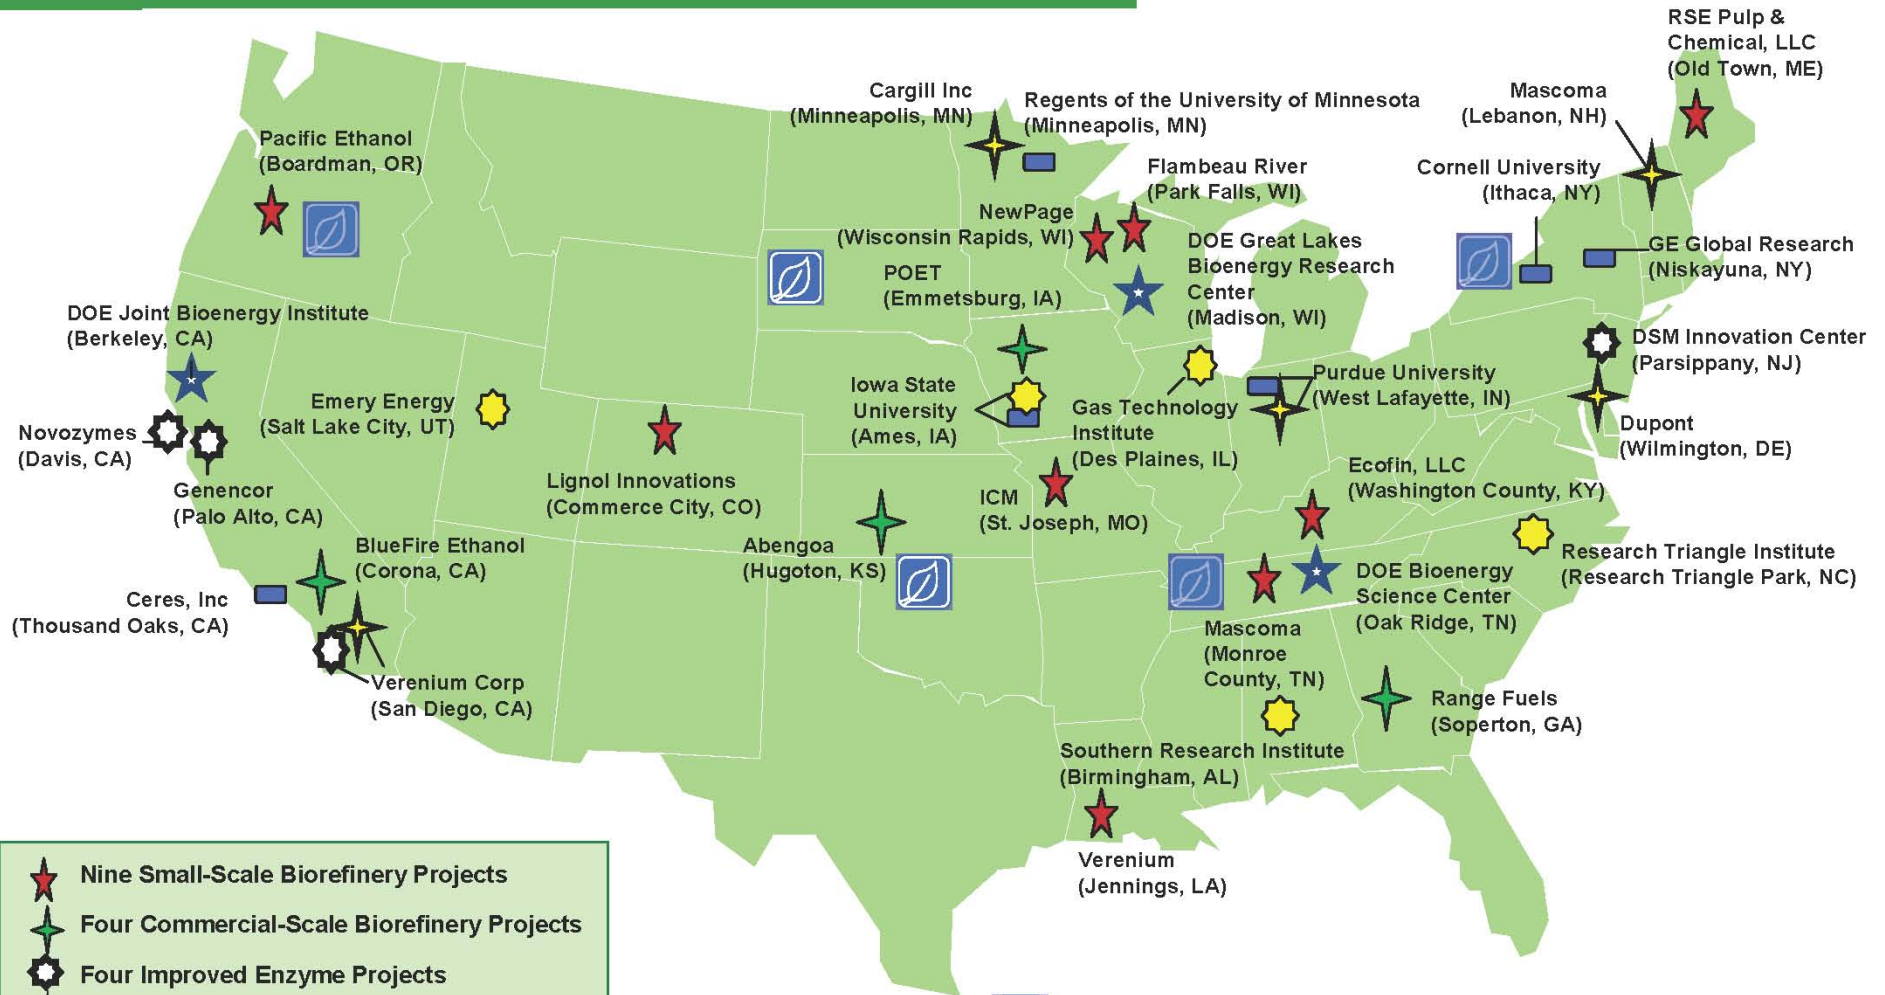 RSE Pulp &
Chemical, LLC
(Old Town, ME)
Mascoma
(Lebanon, NH)
Cargill Inc
(Minneapolis, MN)
Regents of the University of Minnesota
(Minneapolis, MN)
Pacific Ethanol
(Boardman, OR)
Flambeau River
(Park Falls, WI)
Cornell University
(Ithaca, NY)
NewPage
(Wisconsin Rapids, WI)
DOE Great Lakes
Bioenergy Research
Center
(Madison, WI)
GE Global Research
(Niskayuna, NY)
POET
(Emmetsburg, IA)
DOE Joint Bioenergy Institute
(Berkeley, CA)
DSM Innovation Center
(Parsippany, NJ)
Iowa State
University
(Ames, IA)
Purdue University
(West Lafayette, IN)
Emery Energy
(Salt Lake City, UT)
Gas Technology
Institute
(Des Plaines, IL)
Dupont
(Wilmington, DE)
Novozymes
(Davis, CA)
Genencor
(Palo Alto, CA)
Lignol Innovations
(Commerce City, CO)
ICM
(St. Joseph, MO)
Ecofin, LLC
(Washington County, KY)
BlueFire Ethanol
(Corona, CA)
Abengoa
(Hugoton, KS)
Research Triangle Institute
(Research Triangle Park, NC)
DOE Bioenergy
Science Center
(Oak Ridge, TN)
Ceres, Inc
(Thousand Oaks, CA)
Mascoma
(Monroe
County, TN)
Verenium Corp
(San Diego, CA)
Range Fuels
(Soperton, GA)
Southern Research Institute
(Birmingham, AL)
Verenium
(Jennings, LA)
Nine Small-Scale Biorefinery Projects
Four Commercial-Scale Biorefinery Projects
Four Improved Enzyme Projects